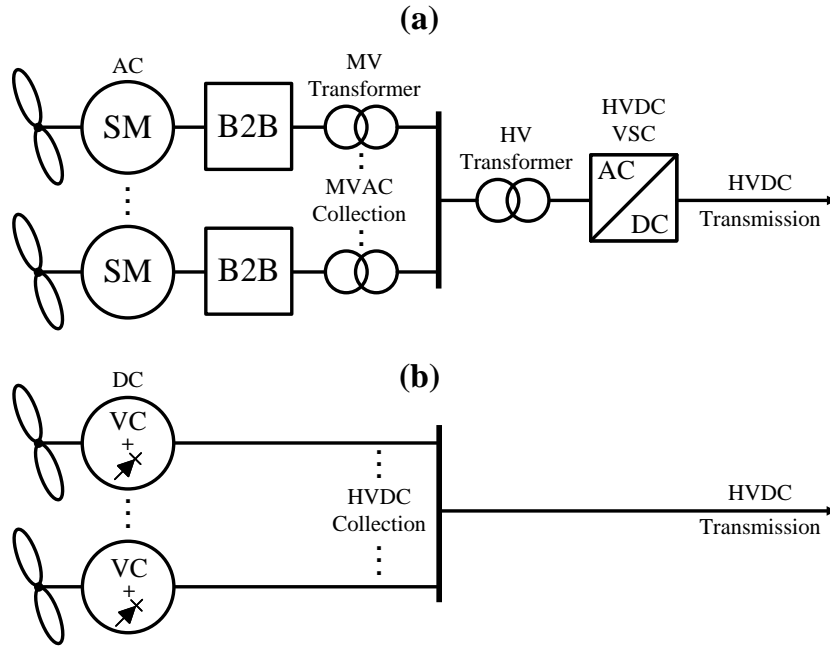 (a)
AC
MV
Transformer
SM
B2B
HVDC
VSC
HV
Transformer
AC
DC
HVDC
Transmission
MVAC
Collection
SM
B2B
(b)
DC
VC
+
HVDC
Collection
HVDC
Transmission
VC
+